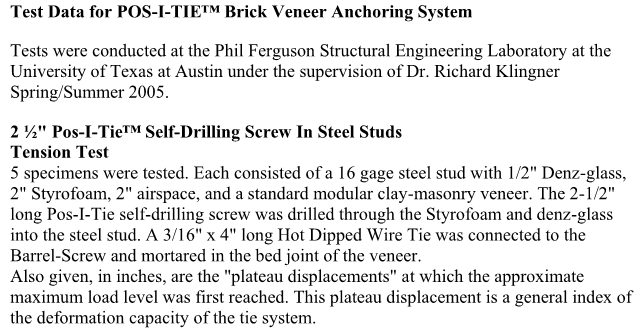 Test Data for POS-I-TIE™ Brick Veneer Anchoring System
Tests were conducted at the Phil Ferguson Structural Engineering Laboratory at the
University of Texas at Austin under the supervision of Dr. Richard Klingner
Spring/Summer 2005.
2 ½" Pos-I-Tie™ Self-Drilling Screw In Steel Studs
Tension Test
5 specimens were tested. Each consisted of a 16 gage steel stud with 1/2" Denz-glass,
2" Styrofoam, 2" airspace, and a standard modular clay-masonry veneer. The 2-1/2"
long Pos-I-Tie self-drilling screw was drilled through the Styrofoam and denz-glass
into the steel stud. A 3/16" x 4" long Hot Dipped Wire Tie was connected to the
Barrel-Screw and mortared in the bed joint of the veneer.
Also given, in inches, are the "plateau displacements" at which the approximate
maximum load level was first reached. This plateau displacement is a general index of
the deformation capacity of the tie system.